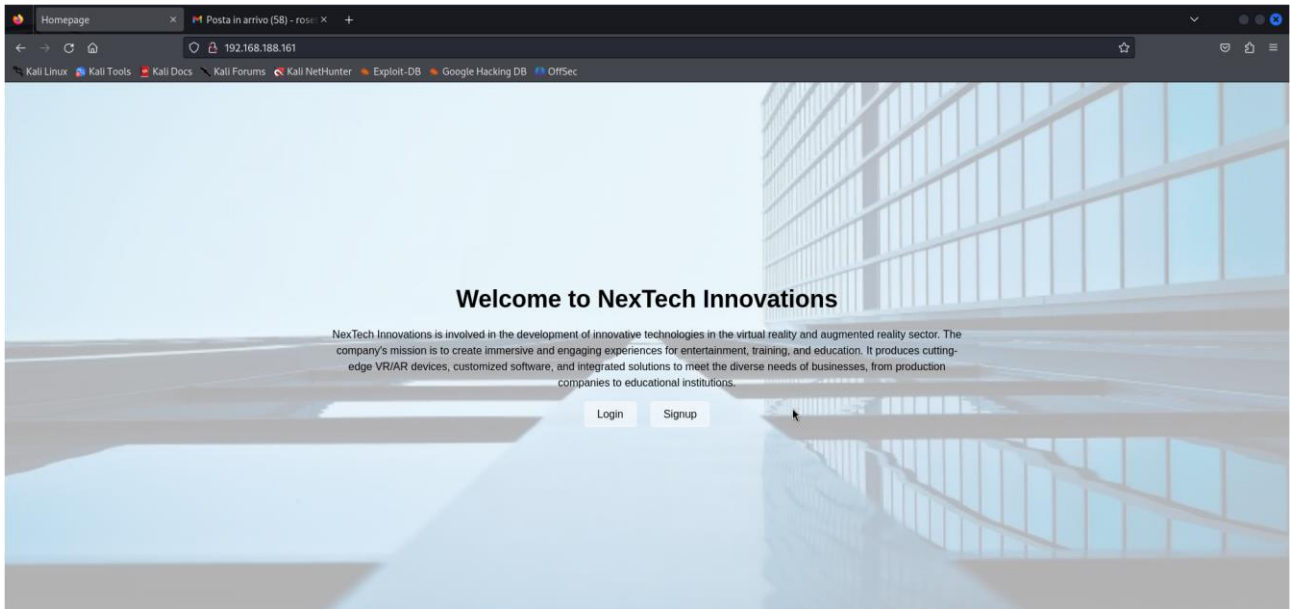 Homepage
Posta in arrivo (58) - rose
192.168.188.161
Kali Linux Kali Tools Kali Docs Kali Forums Kali NetHunter Exploit-DB Google Hacking DB OffSec
Welcome to NexTech Innovations
NexTech Innovations is involved in the development of innovative technologies in the virtual reality and augmented reality sector. The
company's mission is to create immersive and engaging experiences for entertainment, training, and education. It produces cutting-
edge VR/AR devices, customized software, and integrated solutions to meet the diverse needs of businesses, from production
companies to educational institutions.
Login Signup